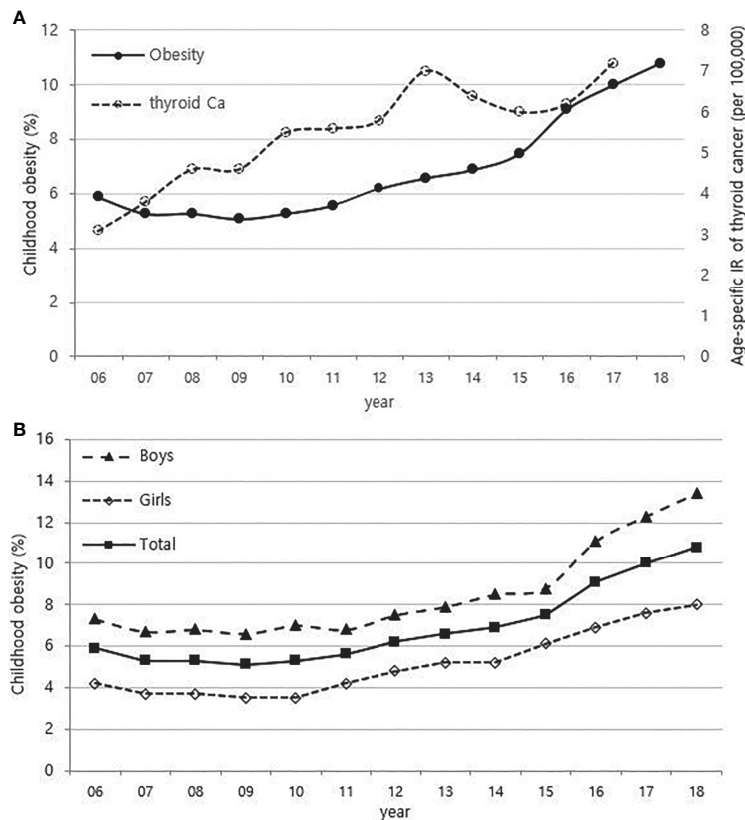 A
12
10
8
6
4
2
0
Childhood obesity (%)
Obesity
thyroid Ca
8
7
6
5
4
3
2
1
0
Age-specific IR of thyroid cancer (per 100,000)
06 07 08 09 10 11 12 13 14 15 16 17 18
year
B
16
14
12
10
8
6
4
2
0
Childhood obesity (%)
Boys
Girls
Total
06 07 08 09 10 11 12 13 14 15 16 17 18
year